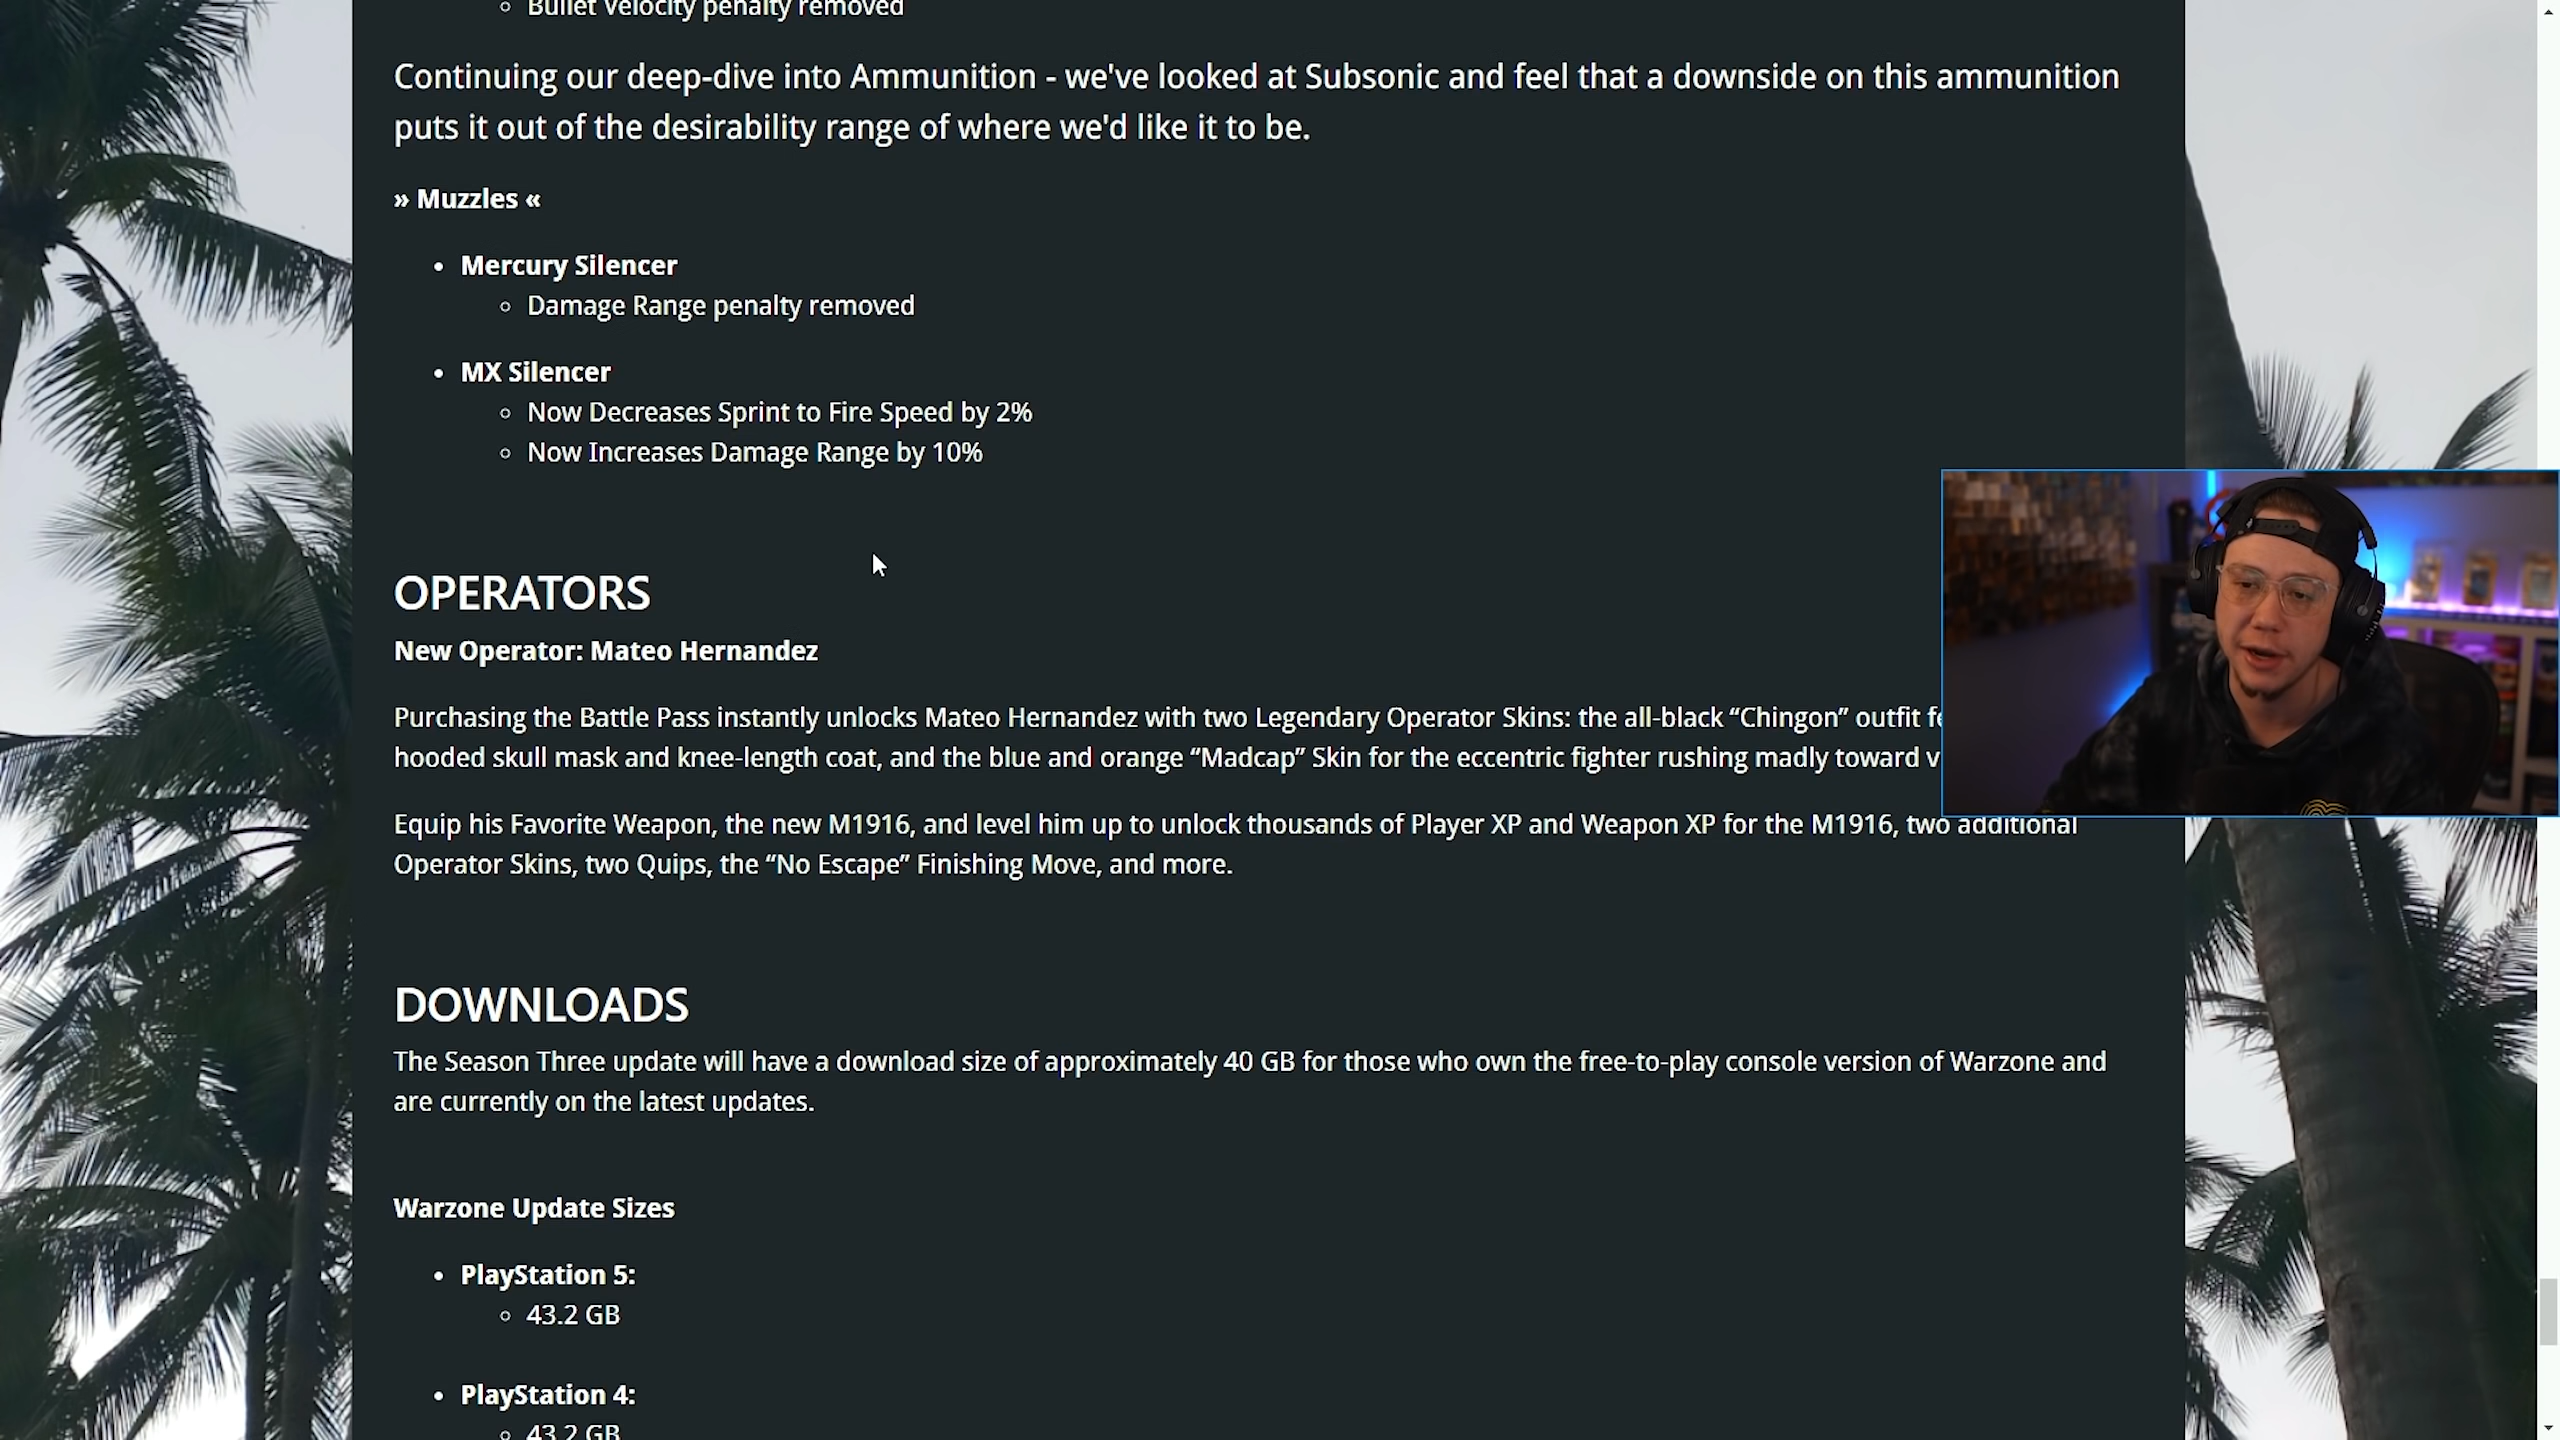 Bullet Velocity penalty removed
Continuing our deep-dive into Ammunition - we've looked at Subsonic and feel that a downside on this ammunition
puts it out of the desirability range of where we'd like it to be.
» Muzzles «
• Mercury Silencer
◦ Damage Range penalty removed
• MX Silencer
◦ Now Decreases Sprint to Fire Speed by 2%
◦ Now Increases Damage Range by 10%
OPERATORS
New Operator: Mateo Hernandez
Purchasing the Battle Pass instantly unlocks Mateo Hernandez with two Legendary Operator Skins: the all-black “Chingon” outfit
hooded skull mask and knee-length coat, and the blue and orange “Madcap” Skin for the eccentric fighter rushing madly toward
Equip his Favorite Weapon, the new M1916, and level him up to unlock thousands of Player XP and Weapon XP for the M1916, two additional
Operator Skins, two Quips, the “No Escape” Finishing Move, and more.
DOWNLOADS
The Season Three update will have a download size of approximately 40 GB for those who own the free-to-play console version of Warzone and
are currently on the latest updates.
Warzone Update Sizes
• PlayStation 5:
◦ 43.2 GB
• PlayStation 4:
◦ 43.2 GB